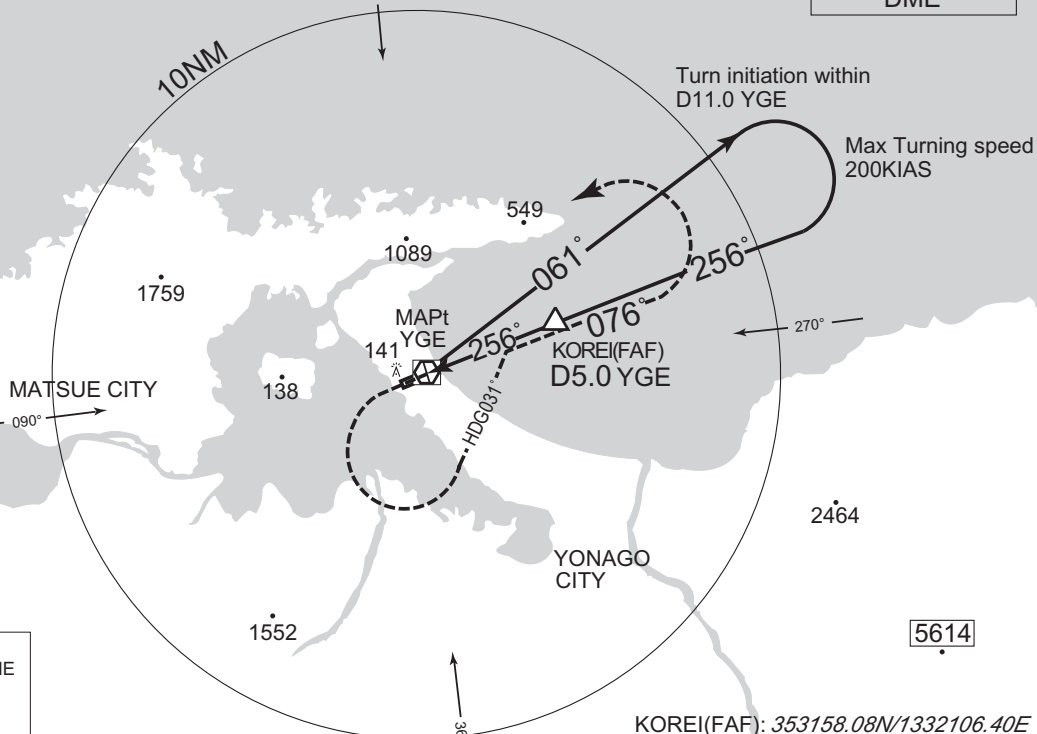 DME
10NM
Turn initiation within
D11.0 YGE
Max Turning speed
200KIAS
549
1089
061°
256°
1759
MAPt
YGE
256°
076°
270°
141
KOREI(FAF)
D5.0 YGE
MATSUE CITY
138
HDG031°
090°
2464
YONAGO
CITY
1552
5614
KOREI(FAF): 353158.08N/1332106.40E